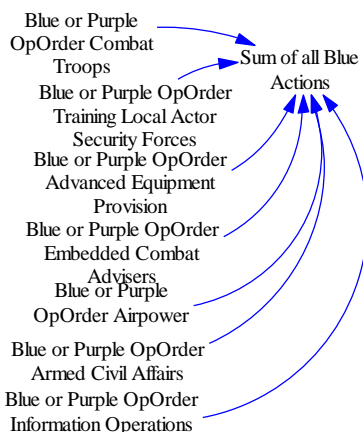 Blue or Purple
OpOrder Combat
Troops
Sum of all Blue
Actions
Blue or Purple OpOrder
Training Local Actor
Security Forces
Blue or Purple OpOrder
Advanced Equipment
Provision
Blue or Purple OpOrder
Embedded Combat
Advisers
Blue or Purple
OpOrder Airpower
Blue or Purple OpOrder
Armed Civil Affairs
Blue or Purple OpOrder
Information Operations